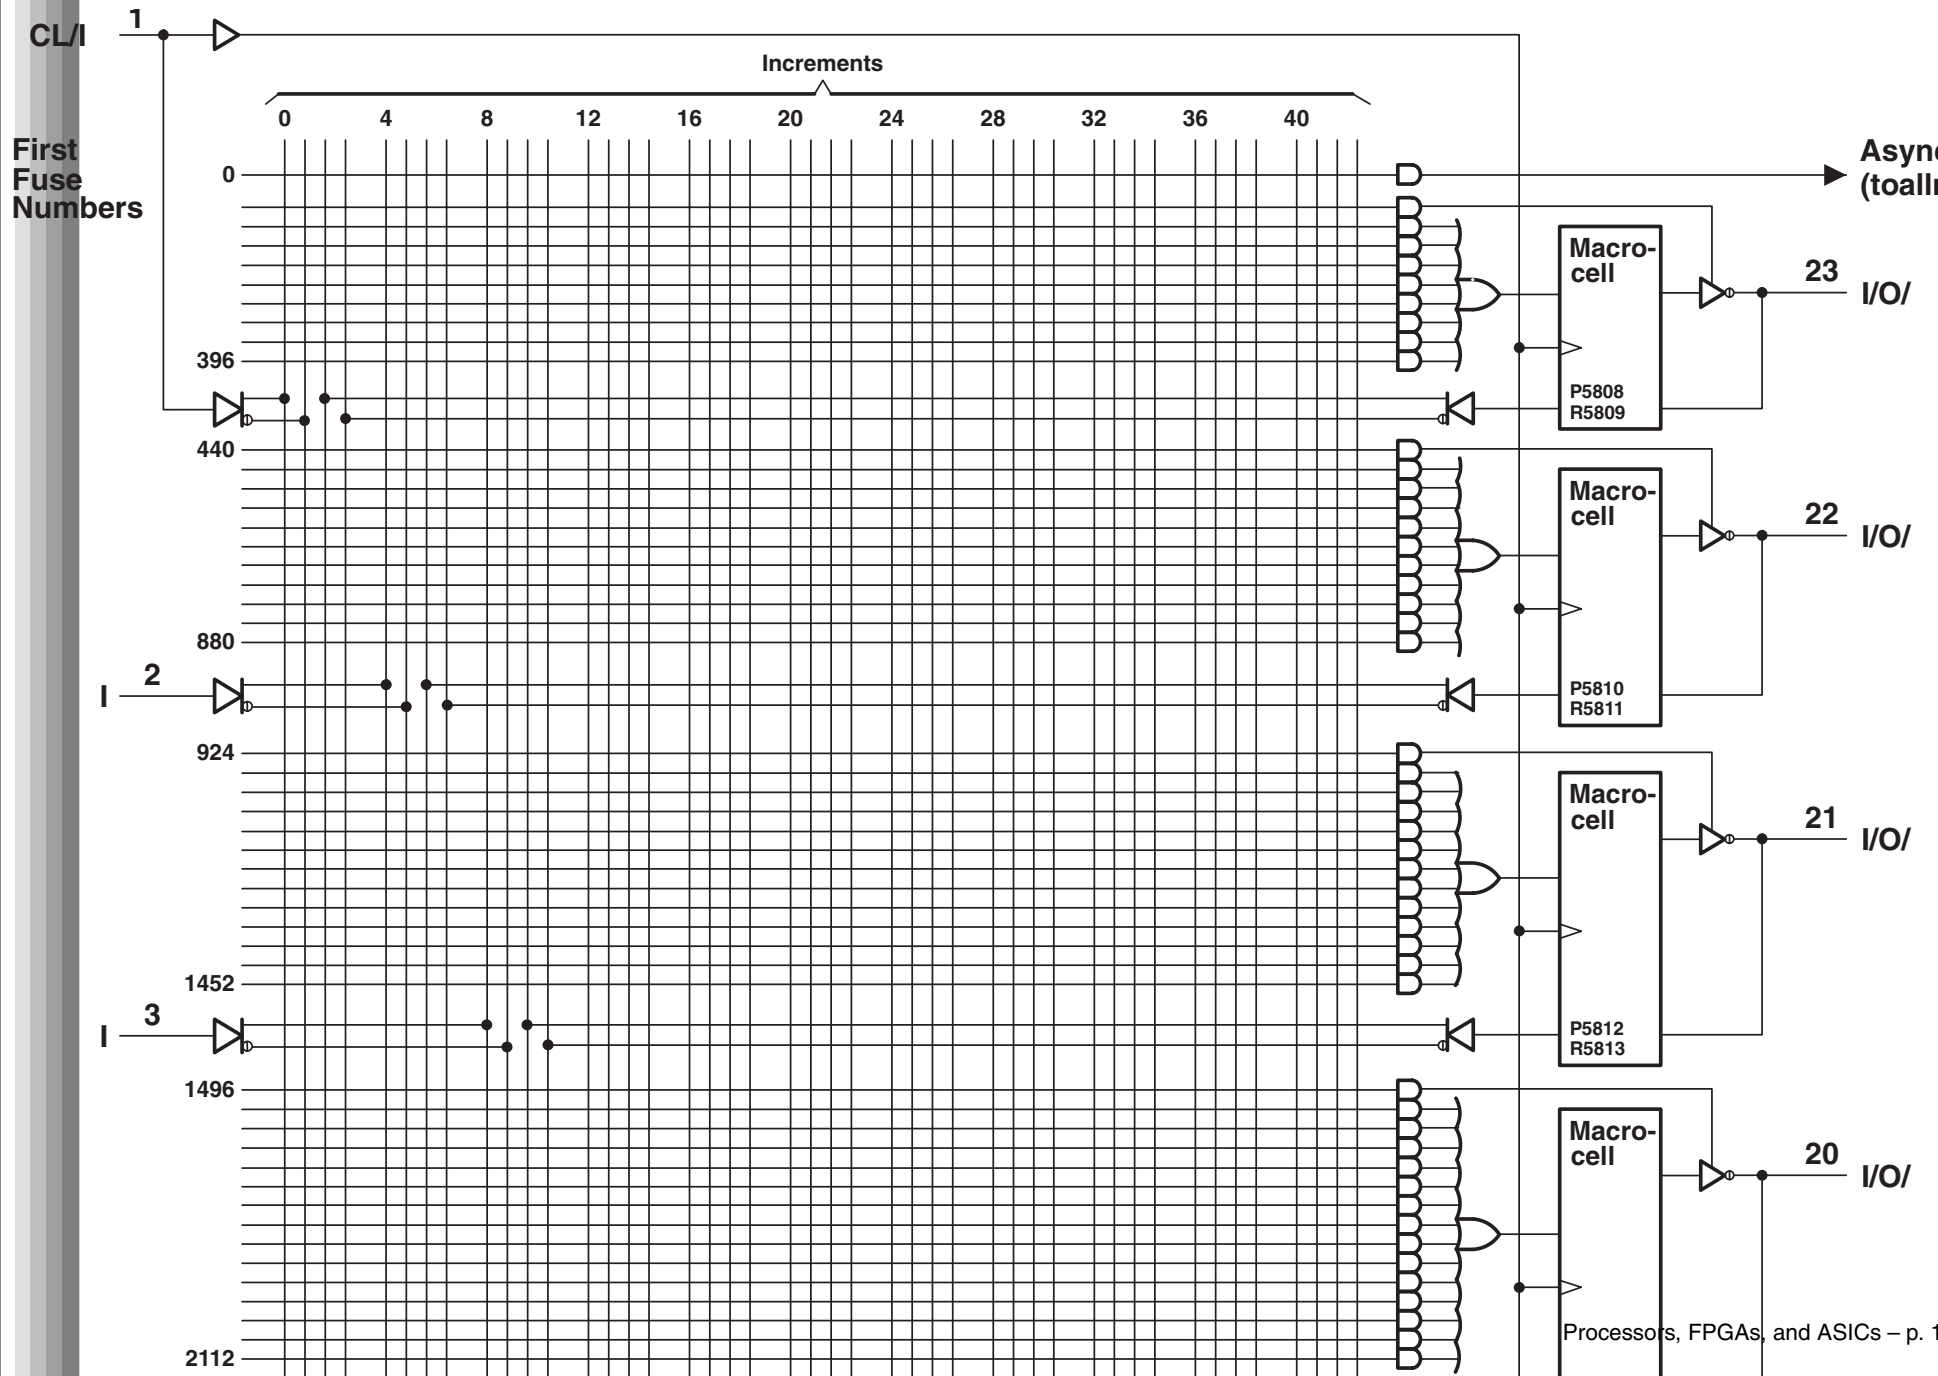 1
CL/I
Increments
0 4 8 12 16 20 24 28 32 36 40
First
Fuse
Numbers
0
(toall
Macro-
cell
23
I/O/
396
P5808
R5809
440
Macro-
cell
22
I/O/
880
2
I
P5810
R5811
924
Macro-
cell
21
I/O/
1452
3
I
P5812
R5813
1496
Macro-
cell
20
I/O/
2112
Processors, FPGAs, and ASICs – p. 1